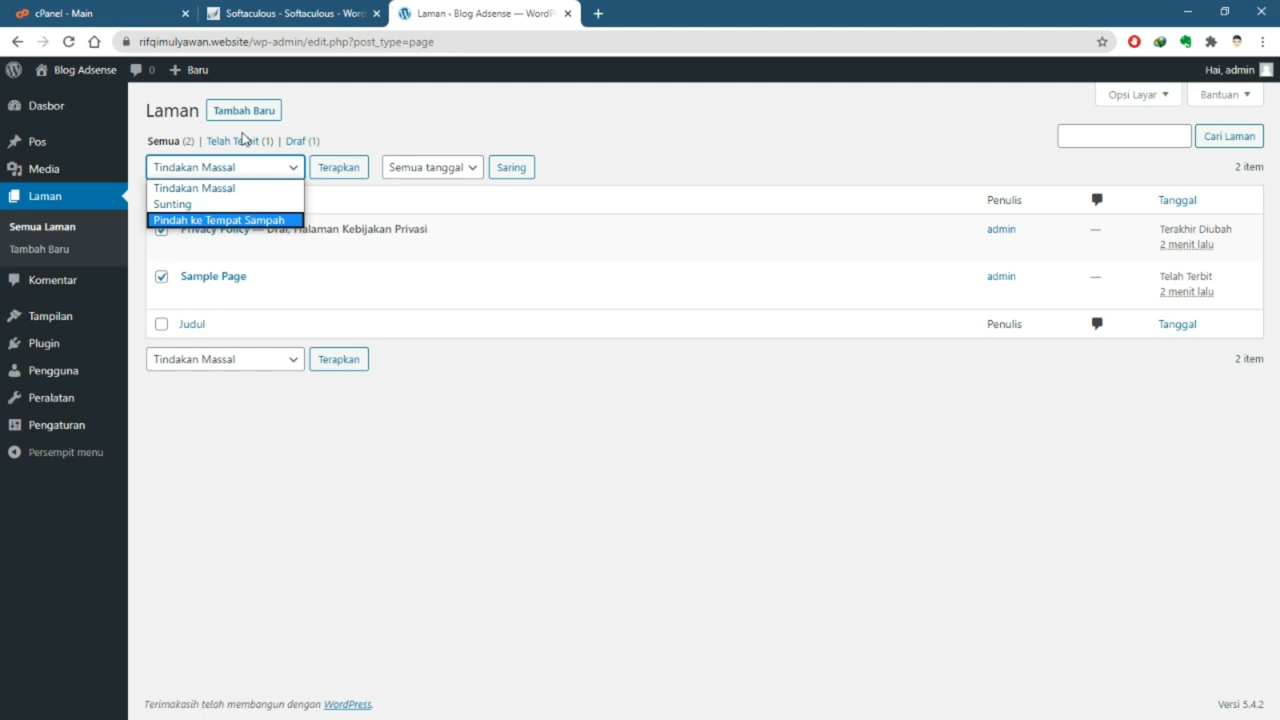 cPanel - Main
Softaculous - Softaculous - Wor
Laman ‹ Blog Adsense — WordP
rifqimulyawan.website/wp-admin/edit.php?post_type=page
Blog Adsense
0
Baru
Hai, admin
Dasbor
Pos
Media
Laman
Semua Laman
Tambah Baru
Komentar
Tampilan
Plugin
Pengguna
Peralatan
Pengaturan
Persempit menu
Laman
Tambah Baru
Opsi Layar
Bantuan
Semua (2) | Telah Terbit (1) | Draf (1)
Cari Laman
Tindakan Massal
Terapkan
Semua tanggal
Saring
2 item
Tindakan Massal
Sunting
Pindah ke Tempat Sampah
Penulis
Tanggal
Privacy Policy — Draf, Halaman Kebijakan Privasi
admin
—
Terakhir Diubah
2 menit lalu
Sample Page
admin
—
Telah Terbit
2 menit lalu
Judul
Penulis
Tanggal
Tindakan Massal
Terapkan
2 item
Terimakasih telah membangun dengan WordPress.
Versi 5.4.2